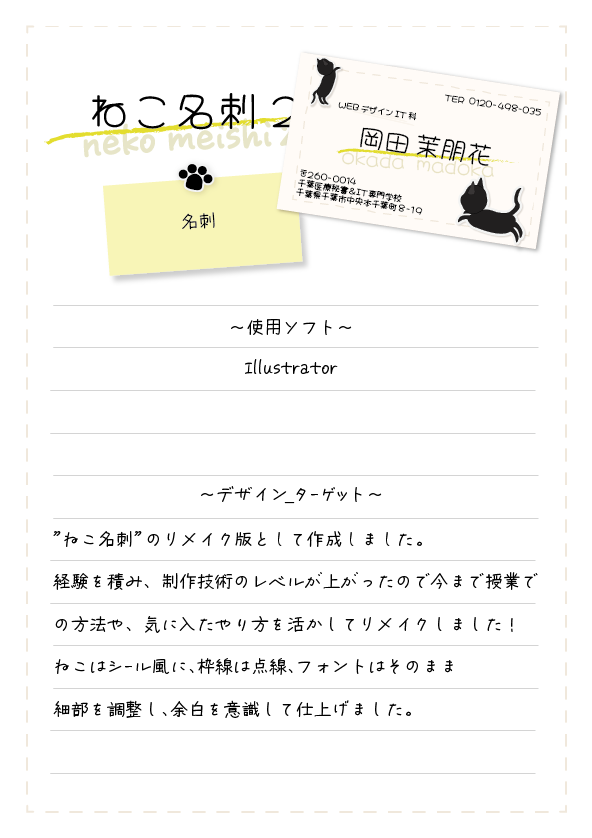 ねこ名刺2
neko meishi 2
WEBデザインIT科
TER 0120-498-035
岡田 茉朋花
okada madoka
〒260-0014
千葉医療秘書&IT専門学校
千葉県千葉市中央本千葉町8-19
名刺
～使用ソフト～
Illustrator
～デザイン_ターゲット～
”ねこ名刺”のリメイク版として作成しました。
経験を積み、制作技術のレベルが上がったので今まで授業で
の方法や、気に入たやり方を活かしてリメイクしました！
ねこはシール風に、枠線は点線、フォントはそのまま
細部を調整し、余白を意識して仕上げました。